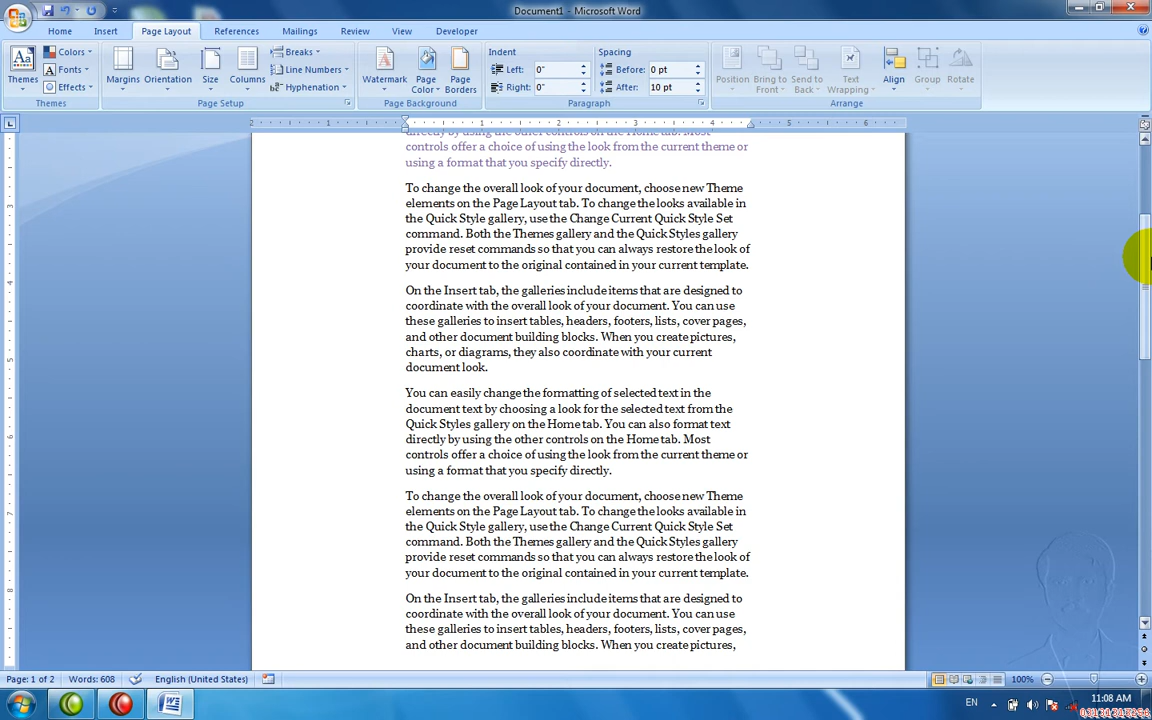 Document1 - Microsoft Word
Home Insert Page Layout References Mailings Review View Developer
Themes Colors Fonts Effects Margins Orientation Size Columns Breaks Line Numbers Hyphenation Watermark Page Color Page Borders Indent Left: 0" Right: 0" Spacing Before: 0 pt After: 10 pt Position Bring to Front Send to Back Text Wrapping Align Group Rotate
Themes Page Setup Page Background Paragraph Arrange
2 1 1 2 3 4 5 6
directly by using the other controls on the Home tab. Most
controls offer a choice of using the look from the current theme or
using a format that you specify directly.
To change the overall look of your document, choose new Theme
elements on the Page Layout tab. To change the looks available in
the Quick Style gallery, use the Change Current Quick Style Set
command. Both the Themes gallery and the Quick Styles gallery
provide reset commands so that you can always restore the look of
your document to the original contained in your current template.
On the Insert tab, the galleries include items that are designed to
coordinate with the overall look of your document. You can use
these galleries to insert tables, headers, footers, lists, cover pages,
and other document building blocks. When you create pictures,
charts, or diagrams, they also coordinate with your current
document look.
You can easily change the formatting of selected text in the
document text by choosing a look for the selected text from the
Quick Styles gallery on the Home tab. You can also format text
directly by using the other controls on the Home tab. Most
controls offer a choice of using the look from the current theme or
using a format that you specify directly.
To change the overall look of your document, choose new Theme
elements on the Page Layout tab. To change the looks available in
the Quick Style gallery, use the Change Current Quick Style Set
command. Both the Themes gallery and the Quick Styles gallery
provide reset commands so that you can always restore the look of
your document to the original contained in your current template.
On the Insert tab, the galleries include items that are designed to
coordinate with the overall look of your document. You can use
these galleries to insert tables, headers, footers, lists, cover pages,
and other document building blocks. When you create pictures,
3
4
5
6
7
8
Page: 1 of 2 Words: 608 English (United States) 100%
EN 11:08 AM